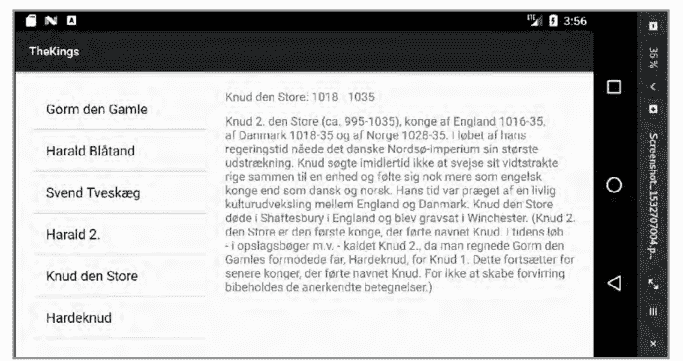 LTE 3:56
TheKings
Gorm den Gamle
Harald Blåtand
Svend Tveskæg
Harald 2.
Knud den Store
Hardeknud
Knud den Store: 1018 1035
Knud 2. den Store (ca. 995-1035), konge af England 1016-35,
af Danmark 1018-35 og af Norge 1028-35. I løbet af hans
regeringstid nåede det danske Nordsø-imperium sin største
udstrækning. Knud søgte imidlertid ikke at svejse sit vidtstrakte
rige sammen til en enhed og følte sig nok mere som engelsk
konge end som dansk og norsk. Hans tid var præget af en livlig
kulturudveksling mellem England og Danmark. Knud den Store
døde i Shaftesbury i England og blev gravsat i Winchester. (Knud 2.
den Store er den første konge, der førte navnet Knud. I tidens løb
- i opslagsbøger m.v. - kaldet Knud 2., da man regnede Gorm den
Gamles formodede far, Hardeknud, for Knud 1. Dette fortsætter for
senere konger, der førte navnet Knud. For ikke at skabe forvirring
bibeholdes de anerkendte betegnelser.)
36 %
Screenshot_1532707004.p...